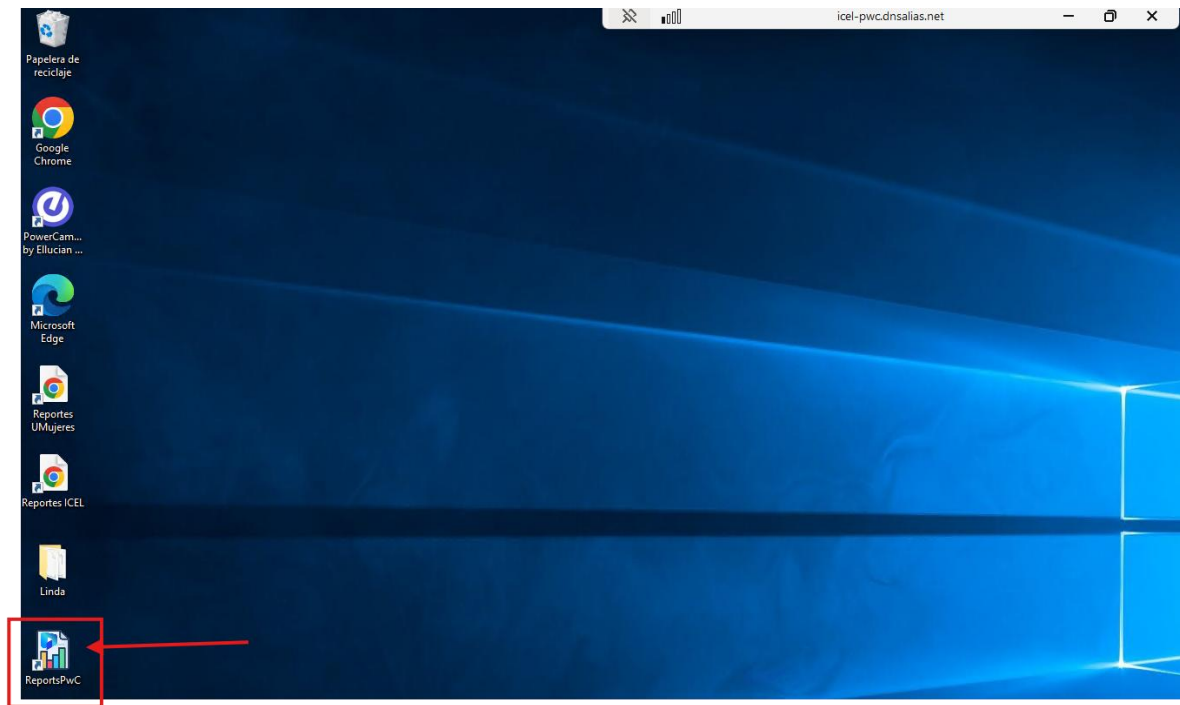 icel-pwc.dnsalias.net
Papelera de
reciclaje
Google
Chrome
PowerCam...
by Ellucian ...
Microsoft
Edge
Reportes
UMujeres
Reportes ICEL
Linda
ReportsPwC